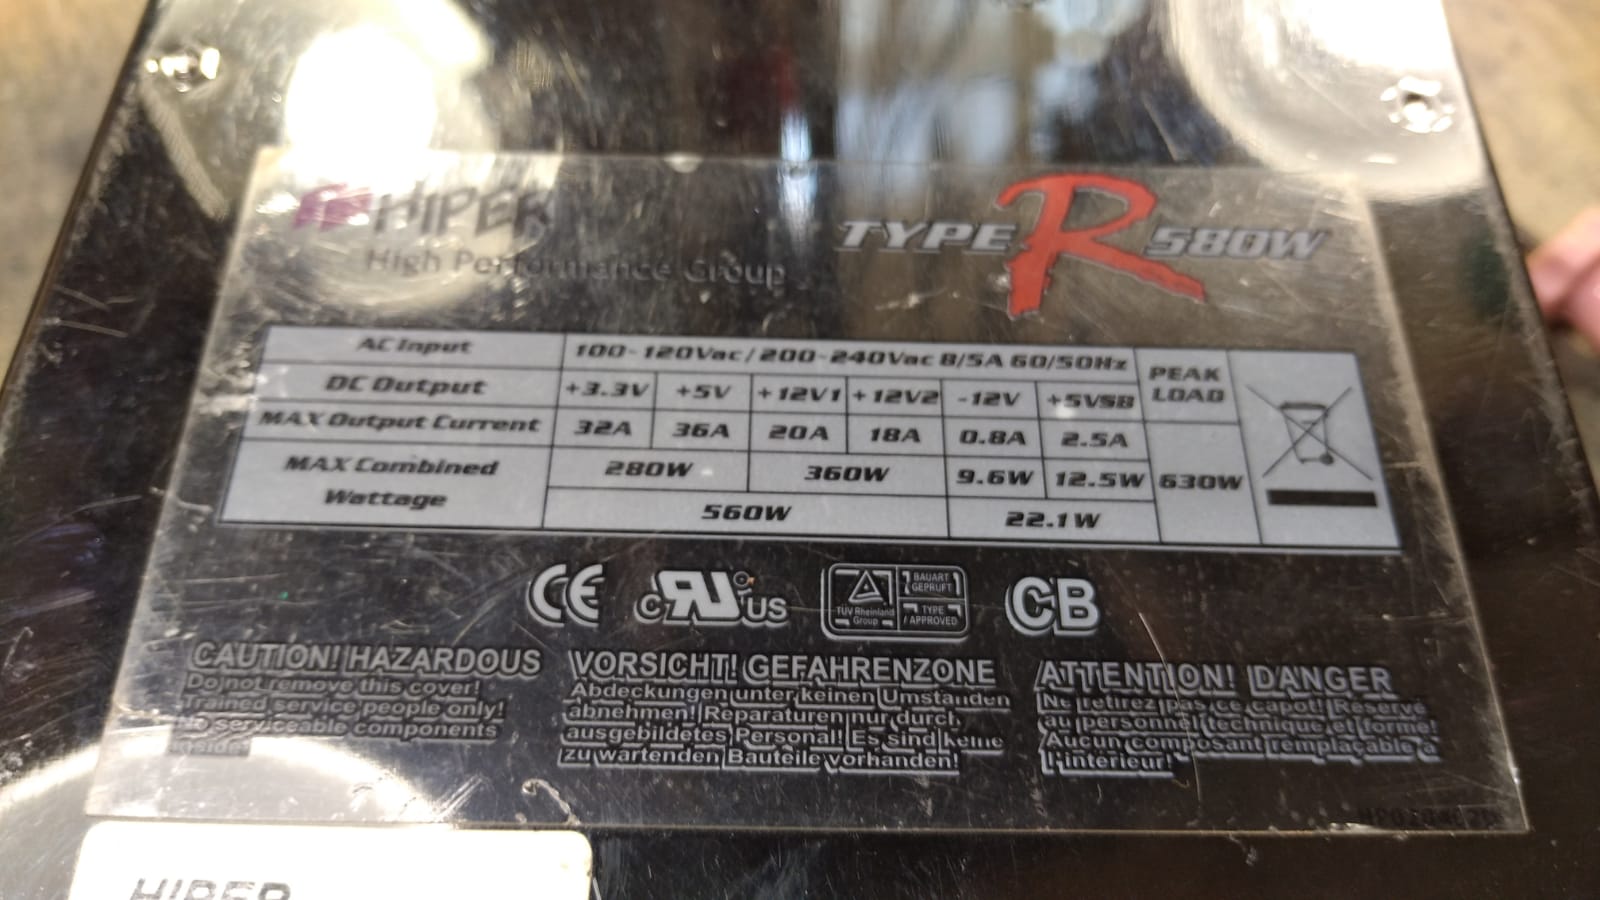 HIPER
High Performance Group
TYPE R 580W
AC Input 100-120Vac/200-240Vac 8/5A 60/50Hz PEAK LOAD
DC Output +3.3V +5V +12V1 +12V2 -12V +5VSB
MAX Output Current 32A 36A 20A 18A 0.8A 2.5A 630W
MAX Combined Wattage 280W 360W 9.6W 12.5W
560W 22.1W
CE c RU us TÜV Rheinland Group BAUART GEPRÜFT TYPE APPROVED CB
CAUTION! HAZARDOUS
Do not remove this cover!
Trained service people only!
No serviceable components
inside!
VORSICHT! GEFAHRENZONE
Abdeckungen unter keinen Umständen
abnehmen! Reparaturen nur durch
ausgebildetes Personal! Es sind keine
zu wartenden Bauteile vorhanden!
ATTENTION! DANGER
Ne retirez pas ce capot! Réservé
au personnel technique et formé!
Aucun composant remplaçable à
l'intérieur!
HIPER